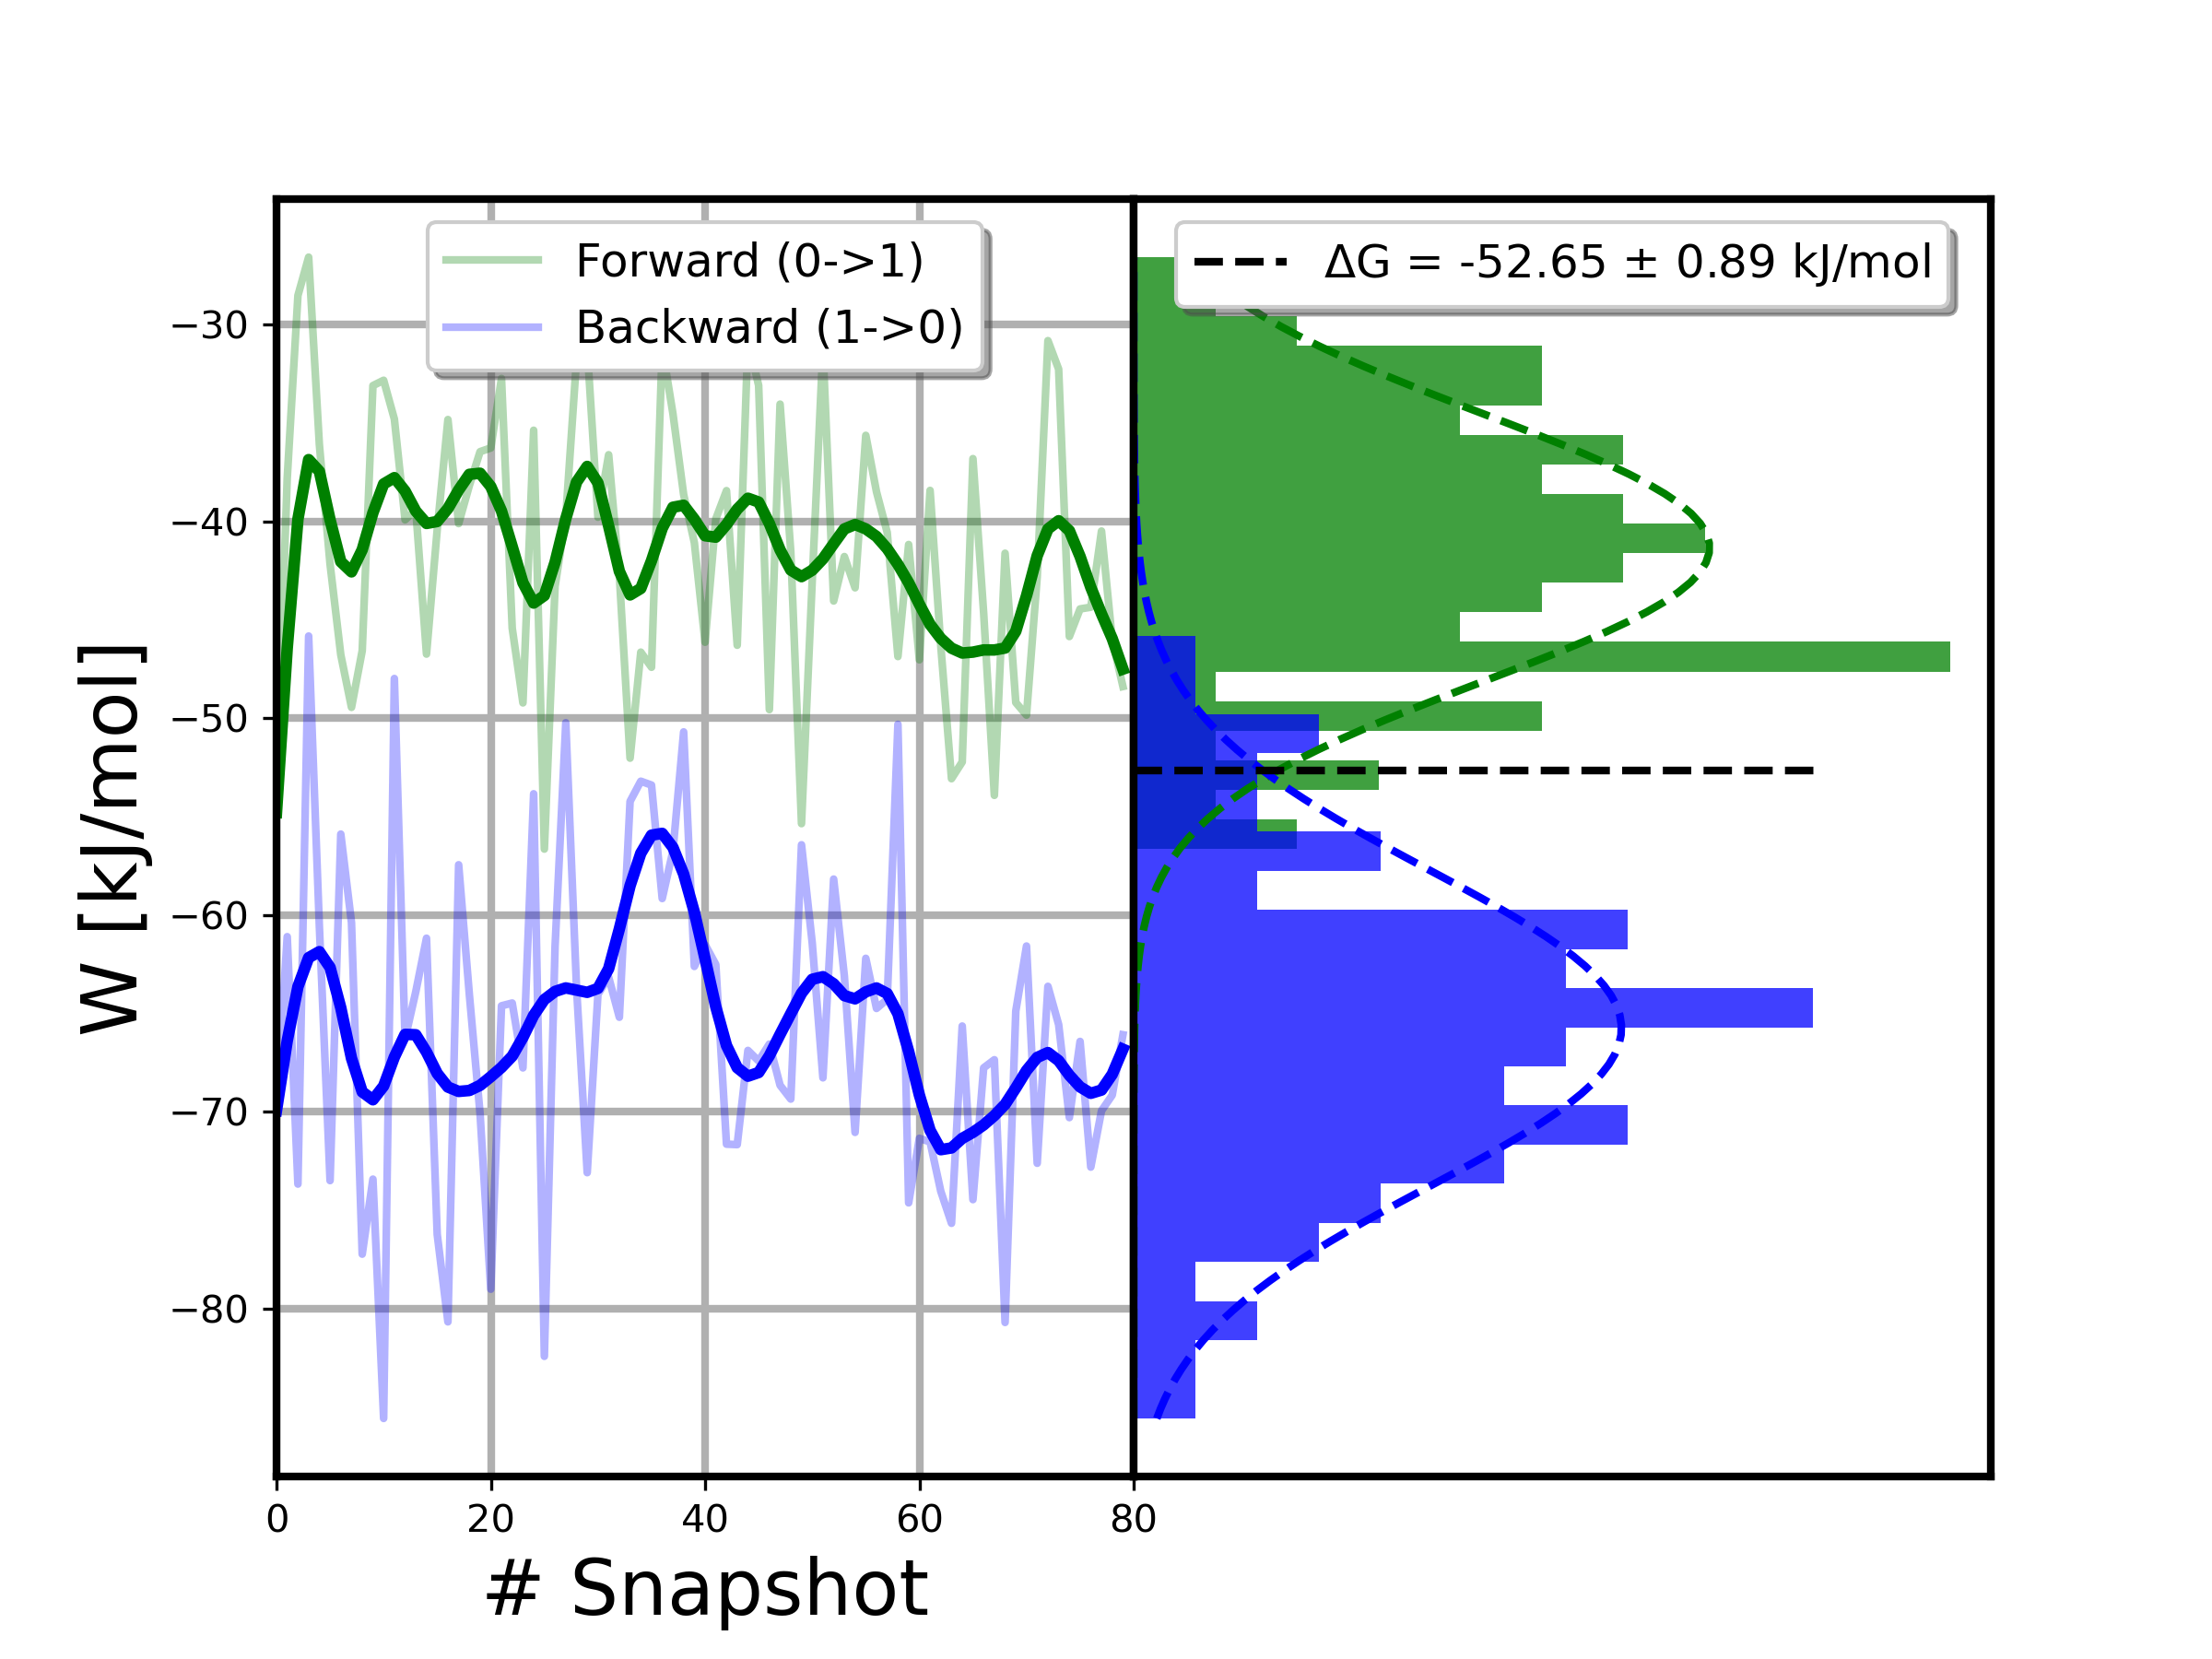 Forward (0->1)
Backward (1->0)
ΔG = -52.65 ± 0.89 kJ/mol
W [kJ/mol]
−30
−40
−50
−60
−70
−80
0 20 40 60 80
# Snapshot